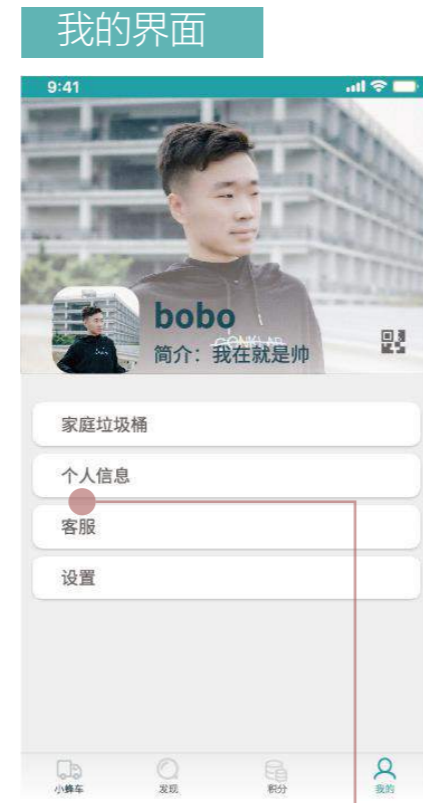 我的界面
9:41
bobo
简介：我在就是帅
家庭垃圾桶
个人信息
客服
设置
小蜂车
发现
积分
我的